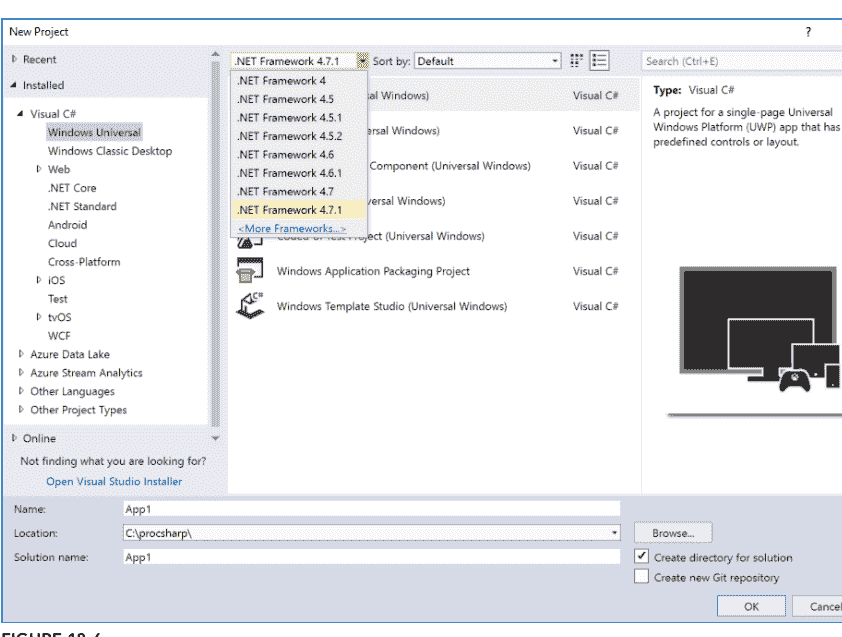 New Project
?
Recent
Installed
Visual C#
Windows Universal
Windows Classic Desktop
Web
.NET Core
.NET Standard
Android
Cloud
Cross-Platform
iOS
Test
tvOS
WCF
Azure Data Lake
Azure Stream Analytics
Other Languages
Other Project Types
Online
Not finding what you are looking for?
Open Visual Studio Installer
.NET Framework 4.7.1 Sort by: Default
.NET Framework 4
.NET Framework 4.5
.NET Framework 4.5.1
.NET Framework 4.5.2
.NET Framework 4.6
.NET Framework 4.6.1
.NET Framework 4.7
.NET Framework 4.7.1
<More Frameworks...>
Windows) Visual C#
Windows) Visual C#
Component (Universal Windows) Visual C#
Windows) Visual C#
(Universal Windows) Visual C#
Windows Application Packaging Project Visual C#
Windows Template Studio (Universal Windows) Visual C#
Search (Ctrl+E)
Type: Visual C#
A project for a single-page Universal
Windows Platform (UWP) app that has
predefined controls or layout.
Name: App1
Location: C:\procsharp\ Browse...
Solution name: App1
Create directory for solution
Create new Git repository
OK Cancel